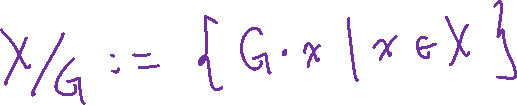 X/G := { G · x | x ∈ X }